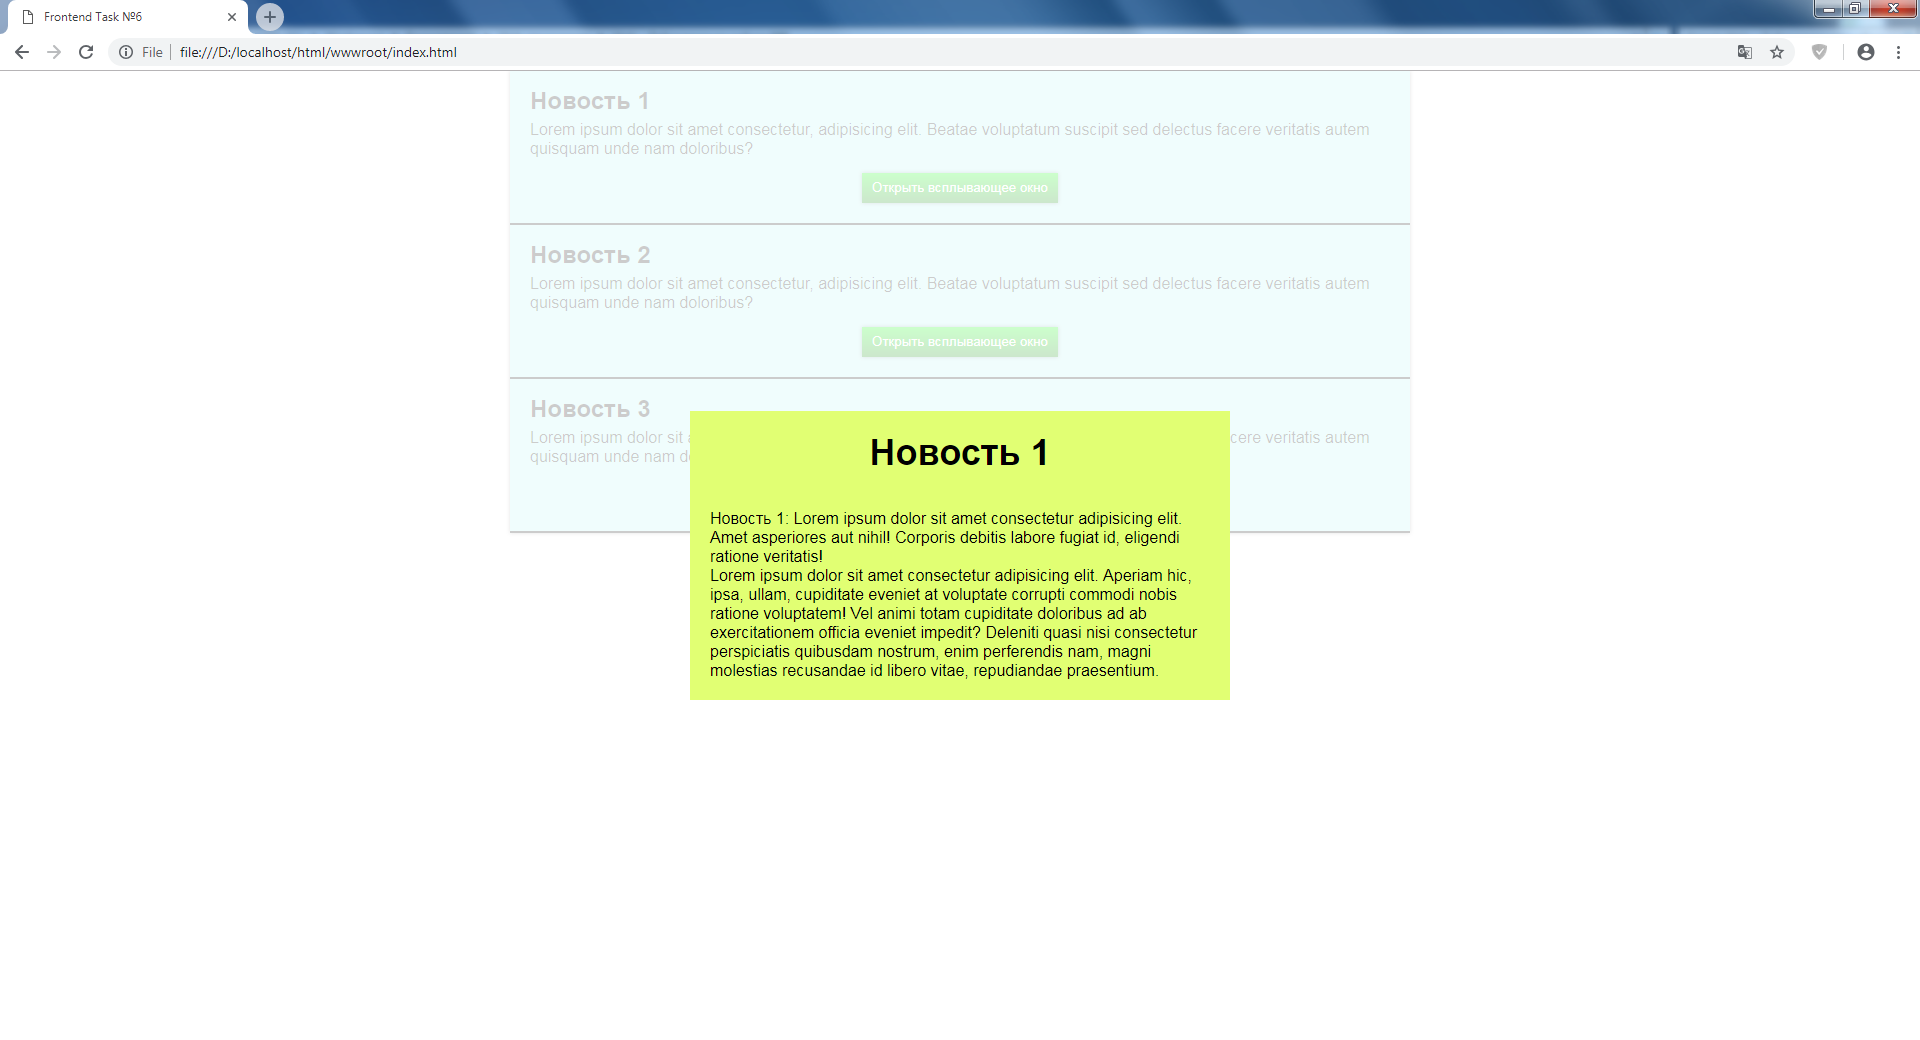 Frontend Task №6
File
file:///D:/localhost/html/wwwroot/index.html
Новость 1
Lorem ipsum dolor sit amet consectetur, adipisicing elit. Beatae voluptatum suscipit sed delectus facere veritatis autem
quisquam unde nam doloribus?
Открыть всплывающее окно
Новость 2
Lorem ipsum dolor sit amet consectetur, adipisicing elit. Beatae voluptatum suscipit sed delectus facere veritatis autem
quisquam unde nam doloribus?
Открыть всплывающее окно
Новость 3
Lorem ipsum dolor sit
cere veritatis autem
quisquam unde nam
Новость 1
Новость 1: Lorem ipsum dolor sit amet consectetur adipisicing elit.
Amet asperiores aut nihil! Corporis debitis labore fugiat id, eligendi
ratione veritatis!
Lorem ipsum dolor sit amet consectetur adipisicing elit. Aperiam hic,
ipsa, ullam, cupiditate eveniet at voluptate corrupti commodi nobis
ratione voluptatem! Vel animi totam cupiditate doloribus ad ab
exercitationem officia eveniet impedit? Deleniti quasi nisi consectetur
perspiciatis quibusdam nostrum, enim perferendis nam, magni
molestias recusandae id libero vitae, repudiandae praesentium.